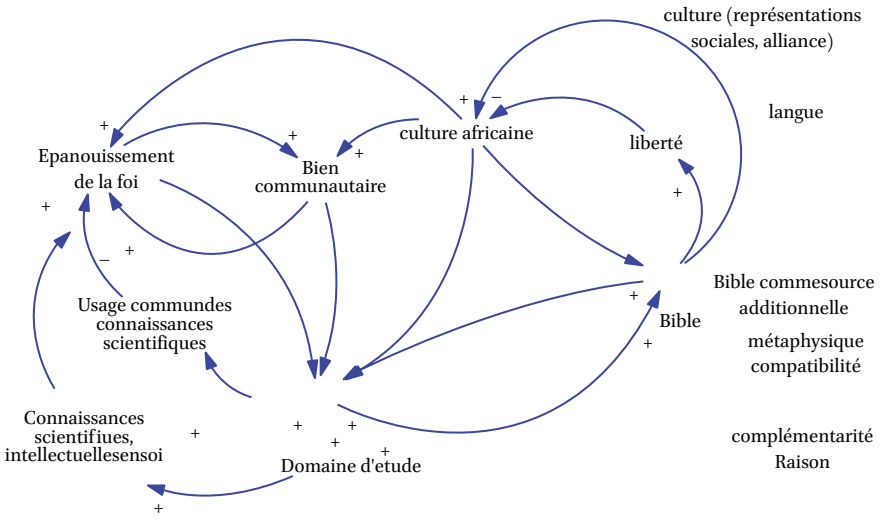 culture (représentations
sociales, alliance)
+
–
langue
+
+
culture africaine
liberté
Epanouissement
de la foi
Bien
communautaire
+
+
+
–
+
Usage commundes
connaissances
scientifiques
Bible commesource
additionnelle
+
Bible
métaphysique
compatibilité
+
Connaissances
scientifiues,
intellectuellesensoi
+
+
+
+
+
Domaine d'etude
complémentarité
Raison
+